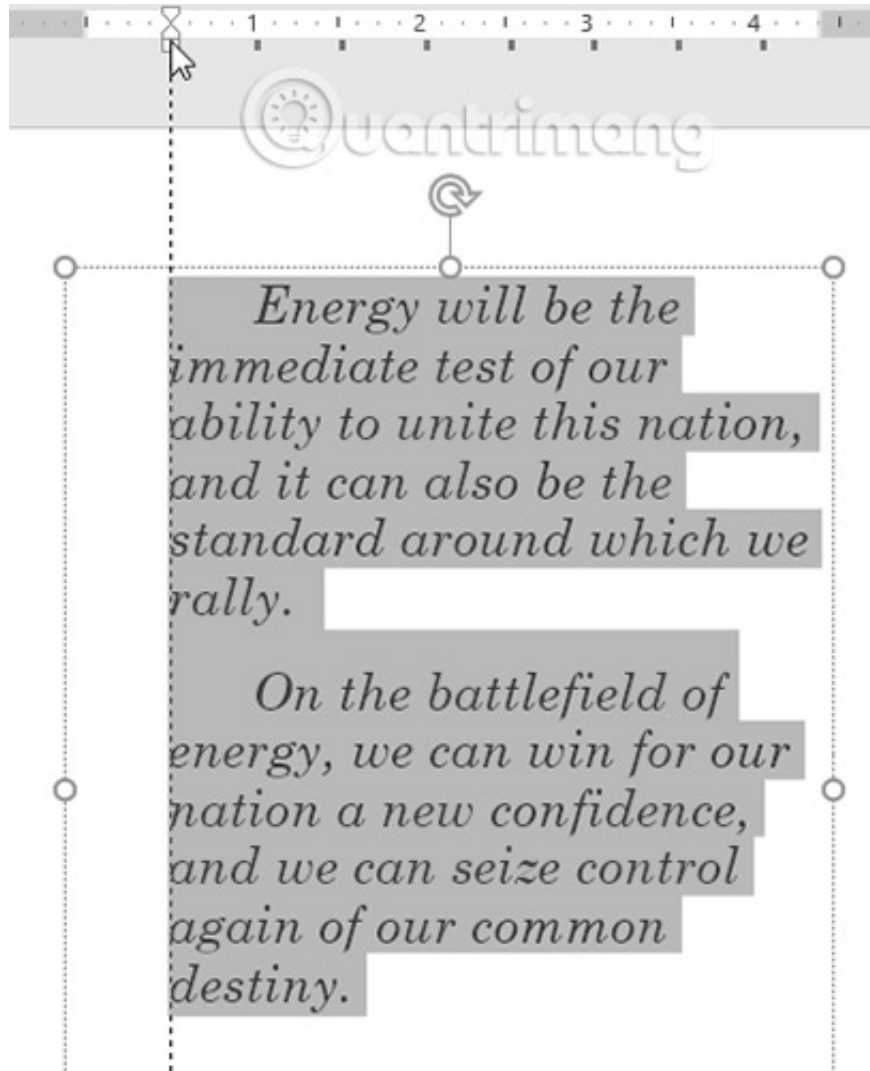 1 2 3 4
Quantrimang
Energy will be the
immediate test of our
ability to unite this nation,
and it can also be the
standard around which we
rally.
On the battlefield of
energy, we can win for our
nation a new confidence,
and we can seize control
again of our common
destiny.